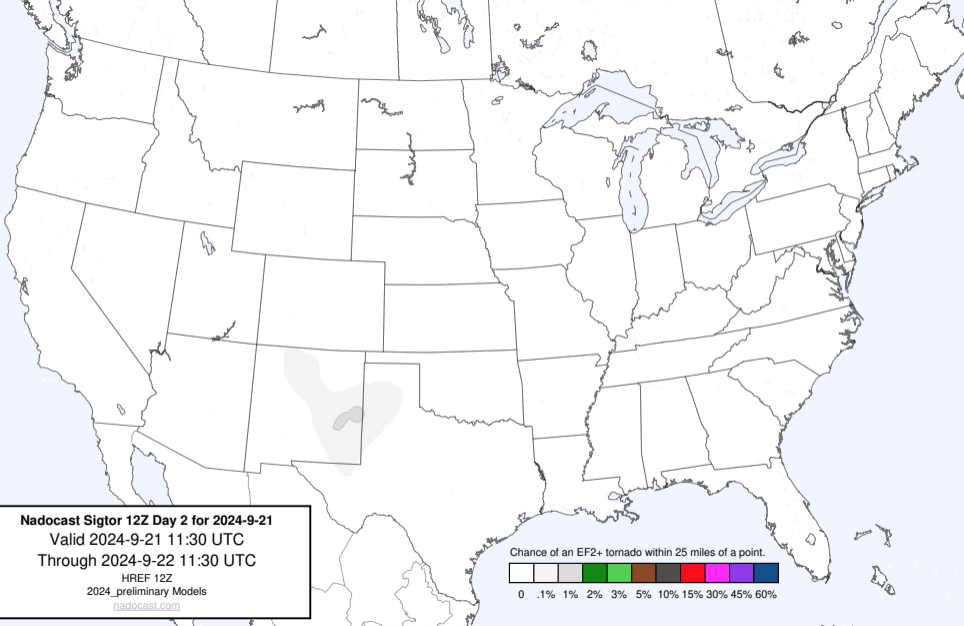 Nadocast Sigtor 12Z Day 2 for 2024-9-21
Valid 2024-9-21 11:30 UTC
Through 2024-9-22 11:30 UTC
HREF 12Z
2024_preliminary Models
nadocast.com
Chance of an EF2+ tornado within 25 miles of a point.
0 .1% 1% 2% 3% 5% 10% 15% 30% 45% 60%